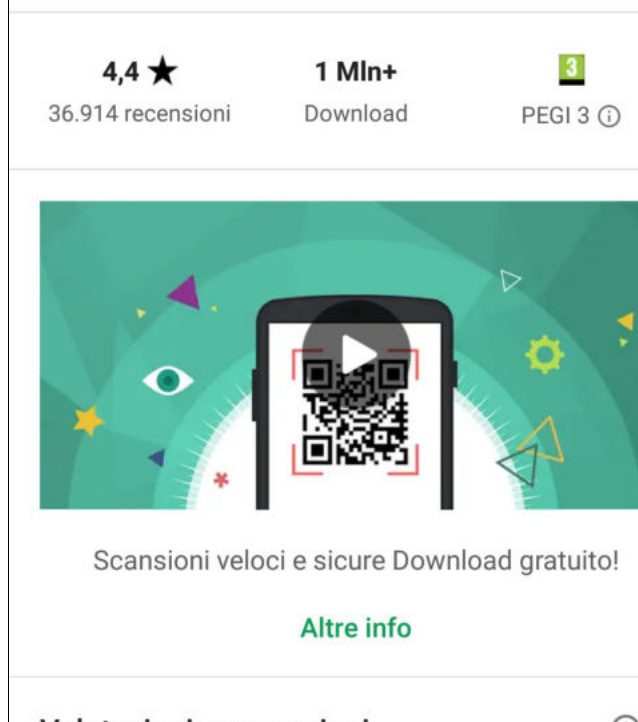 4,4 ★ 1 Mln+ 3
36.914 recensioni Download PEGI 3
Scansioni veloci e sicure Download gratuito!
Altre info